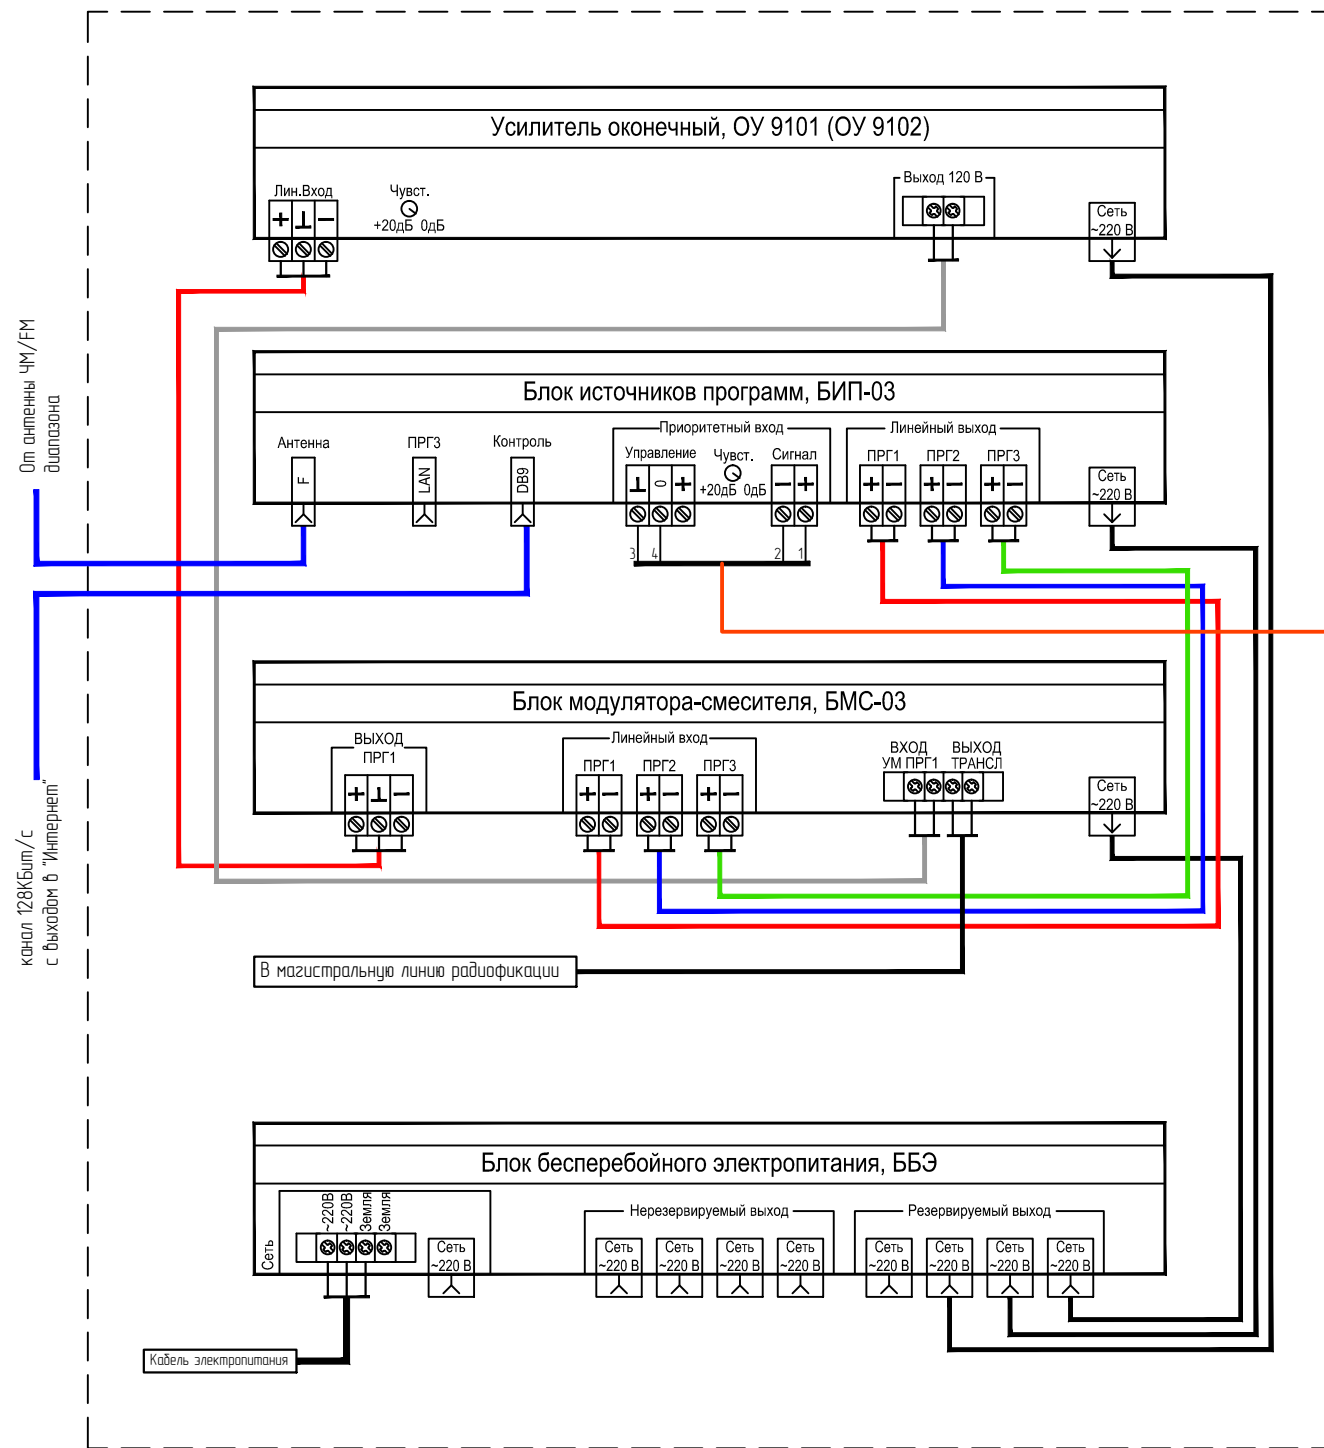 Усилитель оконечный, ОУ 9101 (ОУ 9102)
Лин.Вход
Чувст.
+20дБ 0дБ
Выход 120 В
Сеть
~220 В
От антенны ЧМ/FM
диапазона
Блок источников программ, БИП-03
Антенна
F
ПРГ3
LAN
Контроль
DB9
Приоритетный вход
Управление
0
Чувст.
+20дБ 0дБ
Сигнал
Линейный выход
ПРГ1
ПРГ2
ПРГ3
Сеть
~220 В
3
4
2
1
Блок модулятора-смесителя, БМС-03
ВЫХОД
ПРГ1
Линейный вход
ПРГ1
ПРГ2
ПРГ3
ВХОД
УМ ПРГ1
ВЫХОД
ТРАНСЛ
Сеть
~220 В
канал 128КБит/с
с выходом в "Интернет"
В магистральную линию радиофикации
Блок бесперебойного электропитания, ББЭ
Сеть
~220В
~220В
Земля
Земля
Сеть
~220 В
Нерезервируемый выход
Сеть
~220 В
Сеть
~220 В
Сеть
~220 В
Сеть
~220 В
Резервируемый выход
Сеть
~220 В
Сеть
~220 В
Сеть
~220 В
Сеть
~220 В
Кабель электропитания